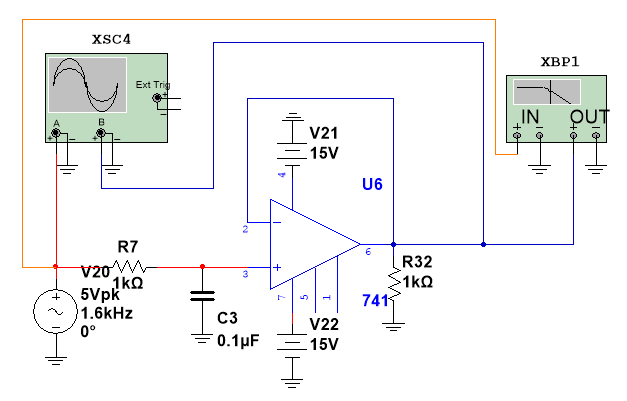 XSC4
XBP1
Ext Trig
+
−
A
B
+ − + −
IN OUT
+ − + −
V21
15V
4
U6
2
−
6
R7
1kΩ
3
+
V20
5Vpk
1.6kHz
0°
+
C3
0.1µF
7
5
1
R32
1kΩ
741
V22
15V